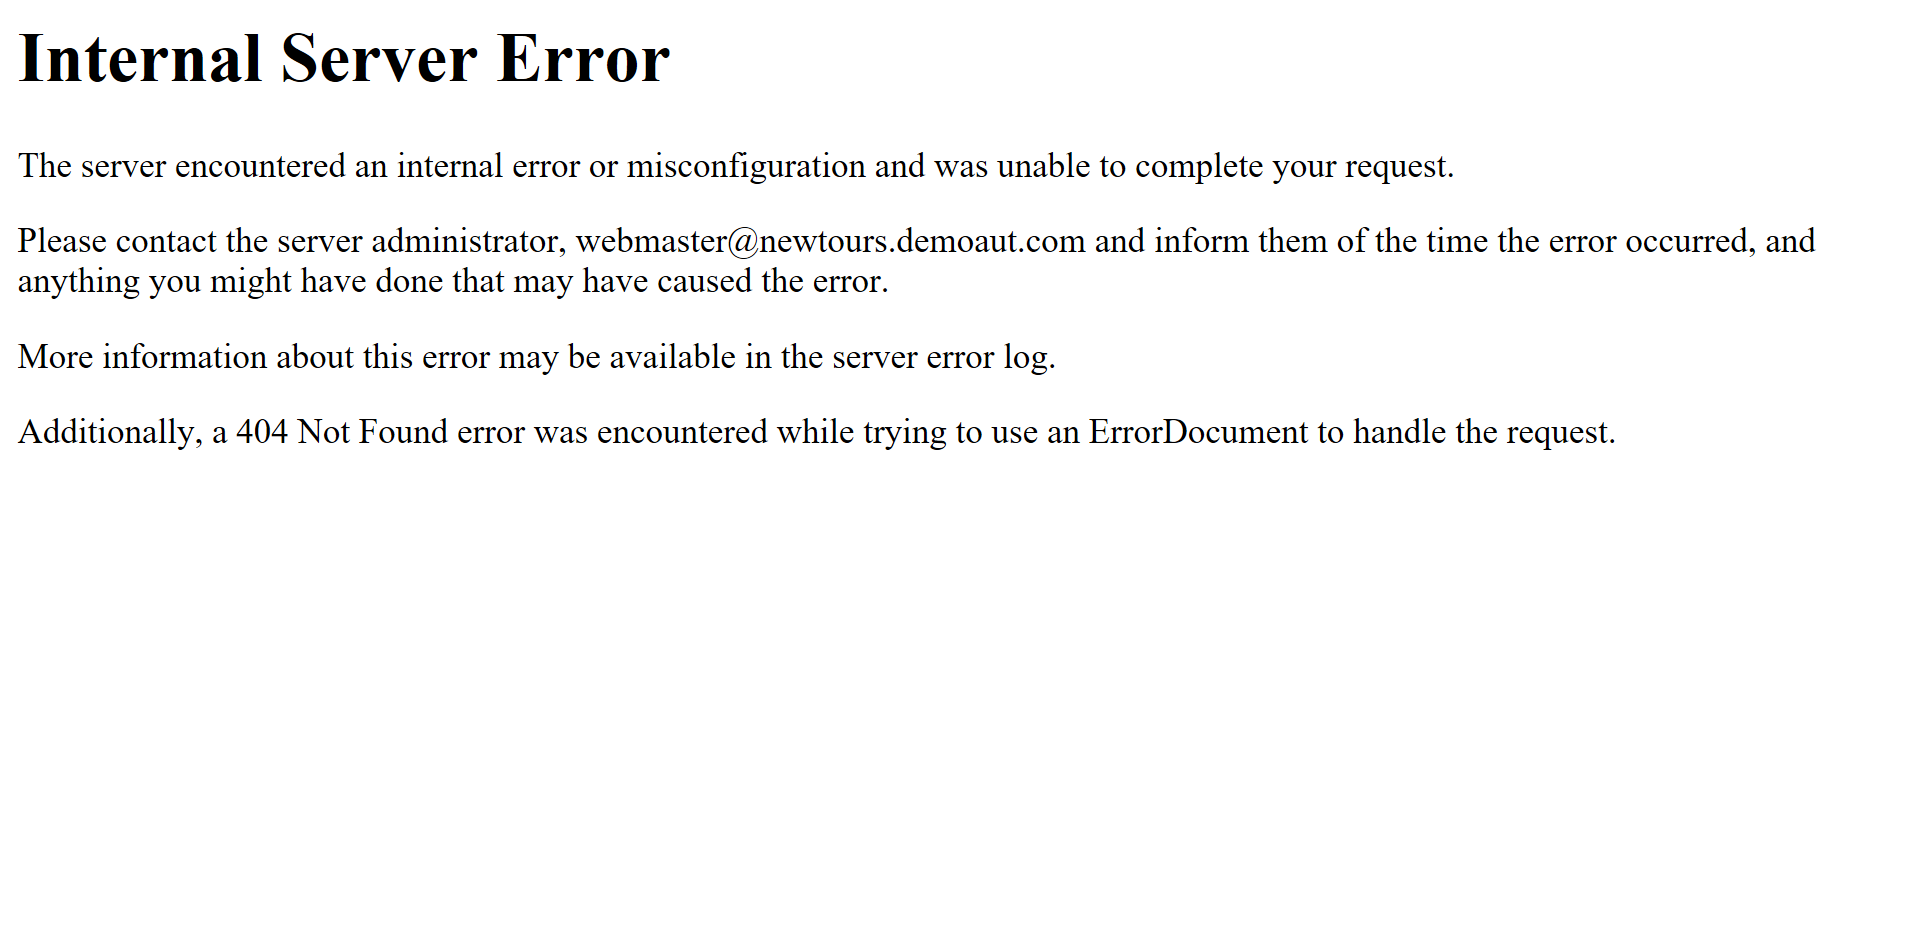 Internal Server Error
The server encountered an internal error or misconfiguration and was unable to complete your request.
Please contact the server administrator, webmaster@newtours.demoaut.com and inform them of the time the error occurred, and
anything you might have done that may have caused the error.
More information about this error may be available in the server error log.
Additionally, a 404 Not Found error was encountered while trying to use an ErrorDocument to handle the request.